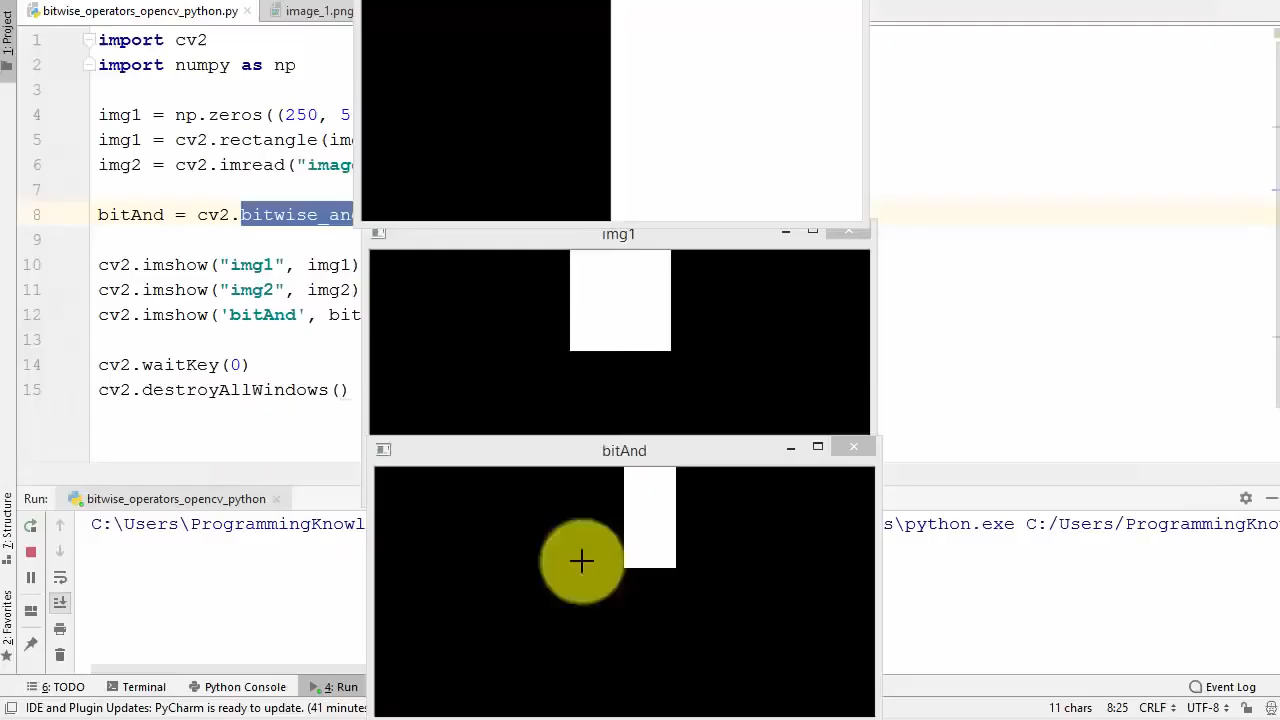 bitwise_operators_opencv_python.py
image_1.png
1: Project
1 import cv2
2 import numpy as np
3
4 img1 = np.zeros((250, 5
5 img1 = cv2.rectangle(im
6 img2 = cv2.imread("imag
7
8 bitAnd = cv2.bitwise_an
9
10 cv2.imshow("img1", img1)
11 cv2.imshow("img2", img2)
12 cv2.imshow('bitAnd', bit
13
14 cv2.waitKey(0)
15 cv2.destroyAllWindows()
img1
bitAnd
Run: bitwise_operators_opencv_python
C:\Users\ProgrammingKnowl
s\python.exe C:/Users/ProgrammingKno
7: Structure
2: Favorites
6: TODO
Terminal
Python Console
4: Run
Event Log
IDE and Plugin Updates: PyCharm is ready to update. (41 minute
11 chars 8:25 CRLF UTF-8